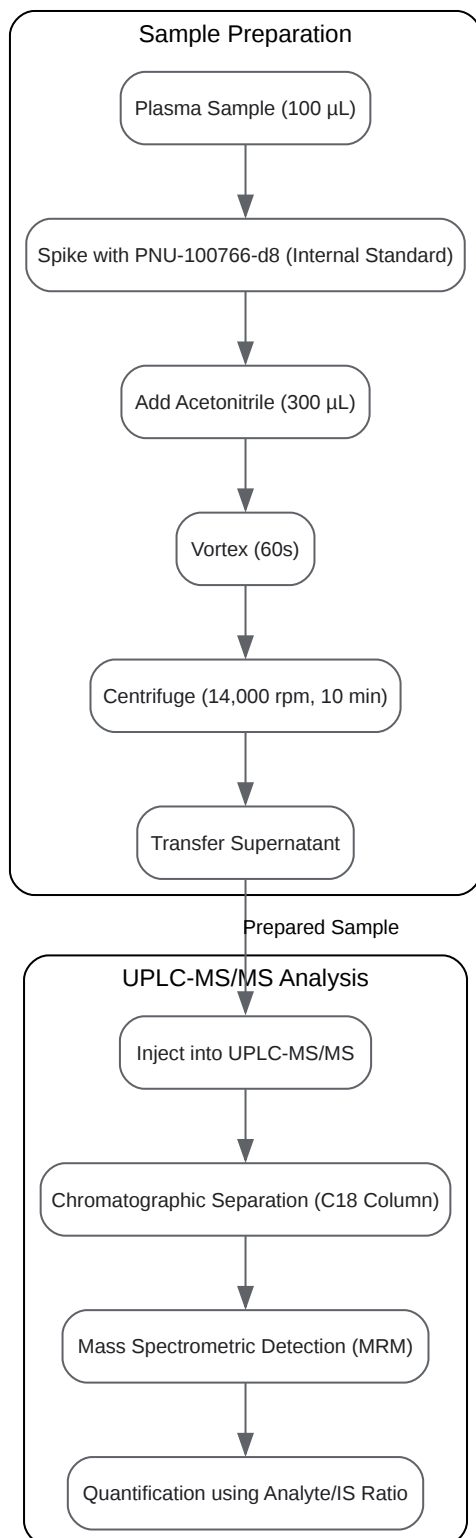 Sample Preparation
Plasma Sample (100 µL)
Spike with PNU-100766-d8 (Internal Standard)
Add Acetonitrile (300 µL)
Vortex (60s)
Centrifuge (14,000 rpm, 10 min)
Transfer Supernatant
Prepared Sample
UPLC-MS/MS Analysis
Inject into UPLC-MS/MS
Chromatographic Separation (C18 Column)
Mass Spectrometric Detection (MRM)
Quantification using Analyte/IS Ratio